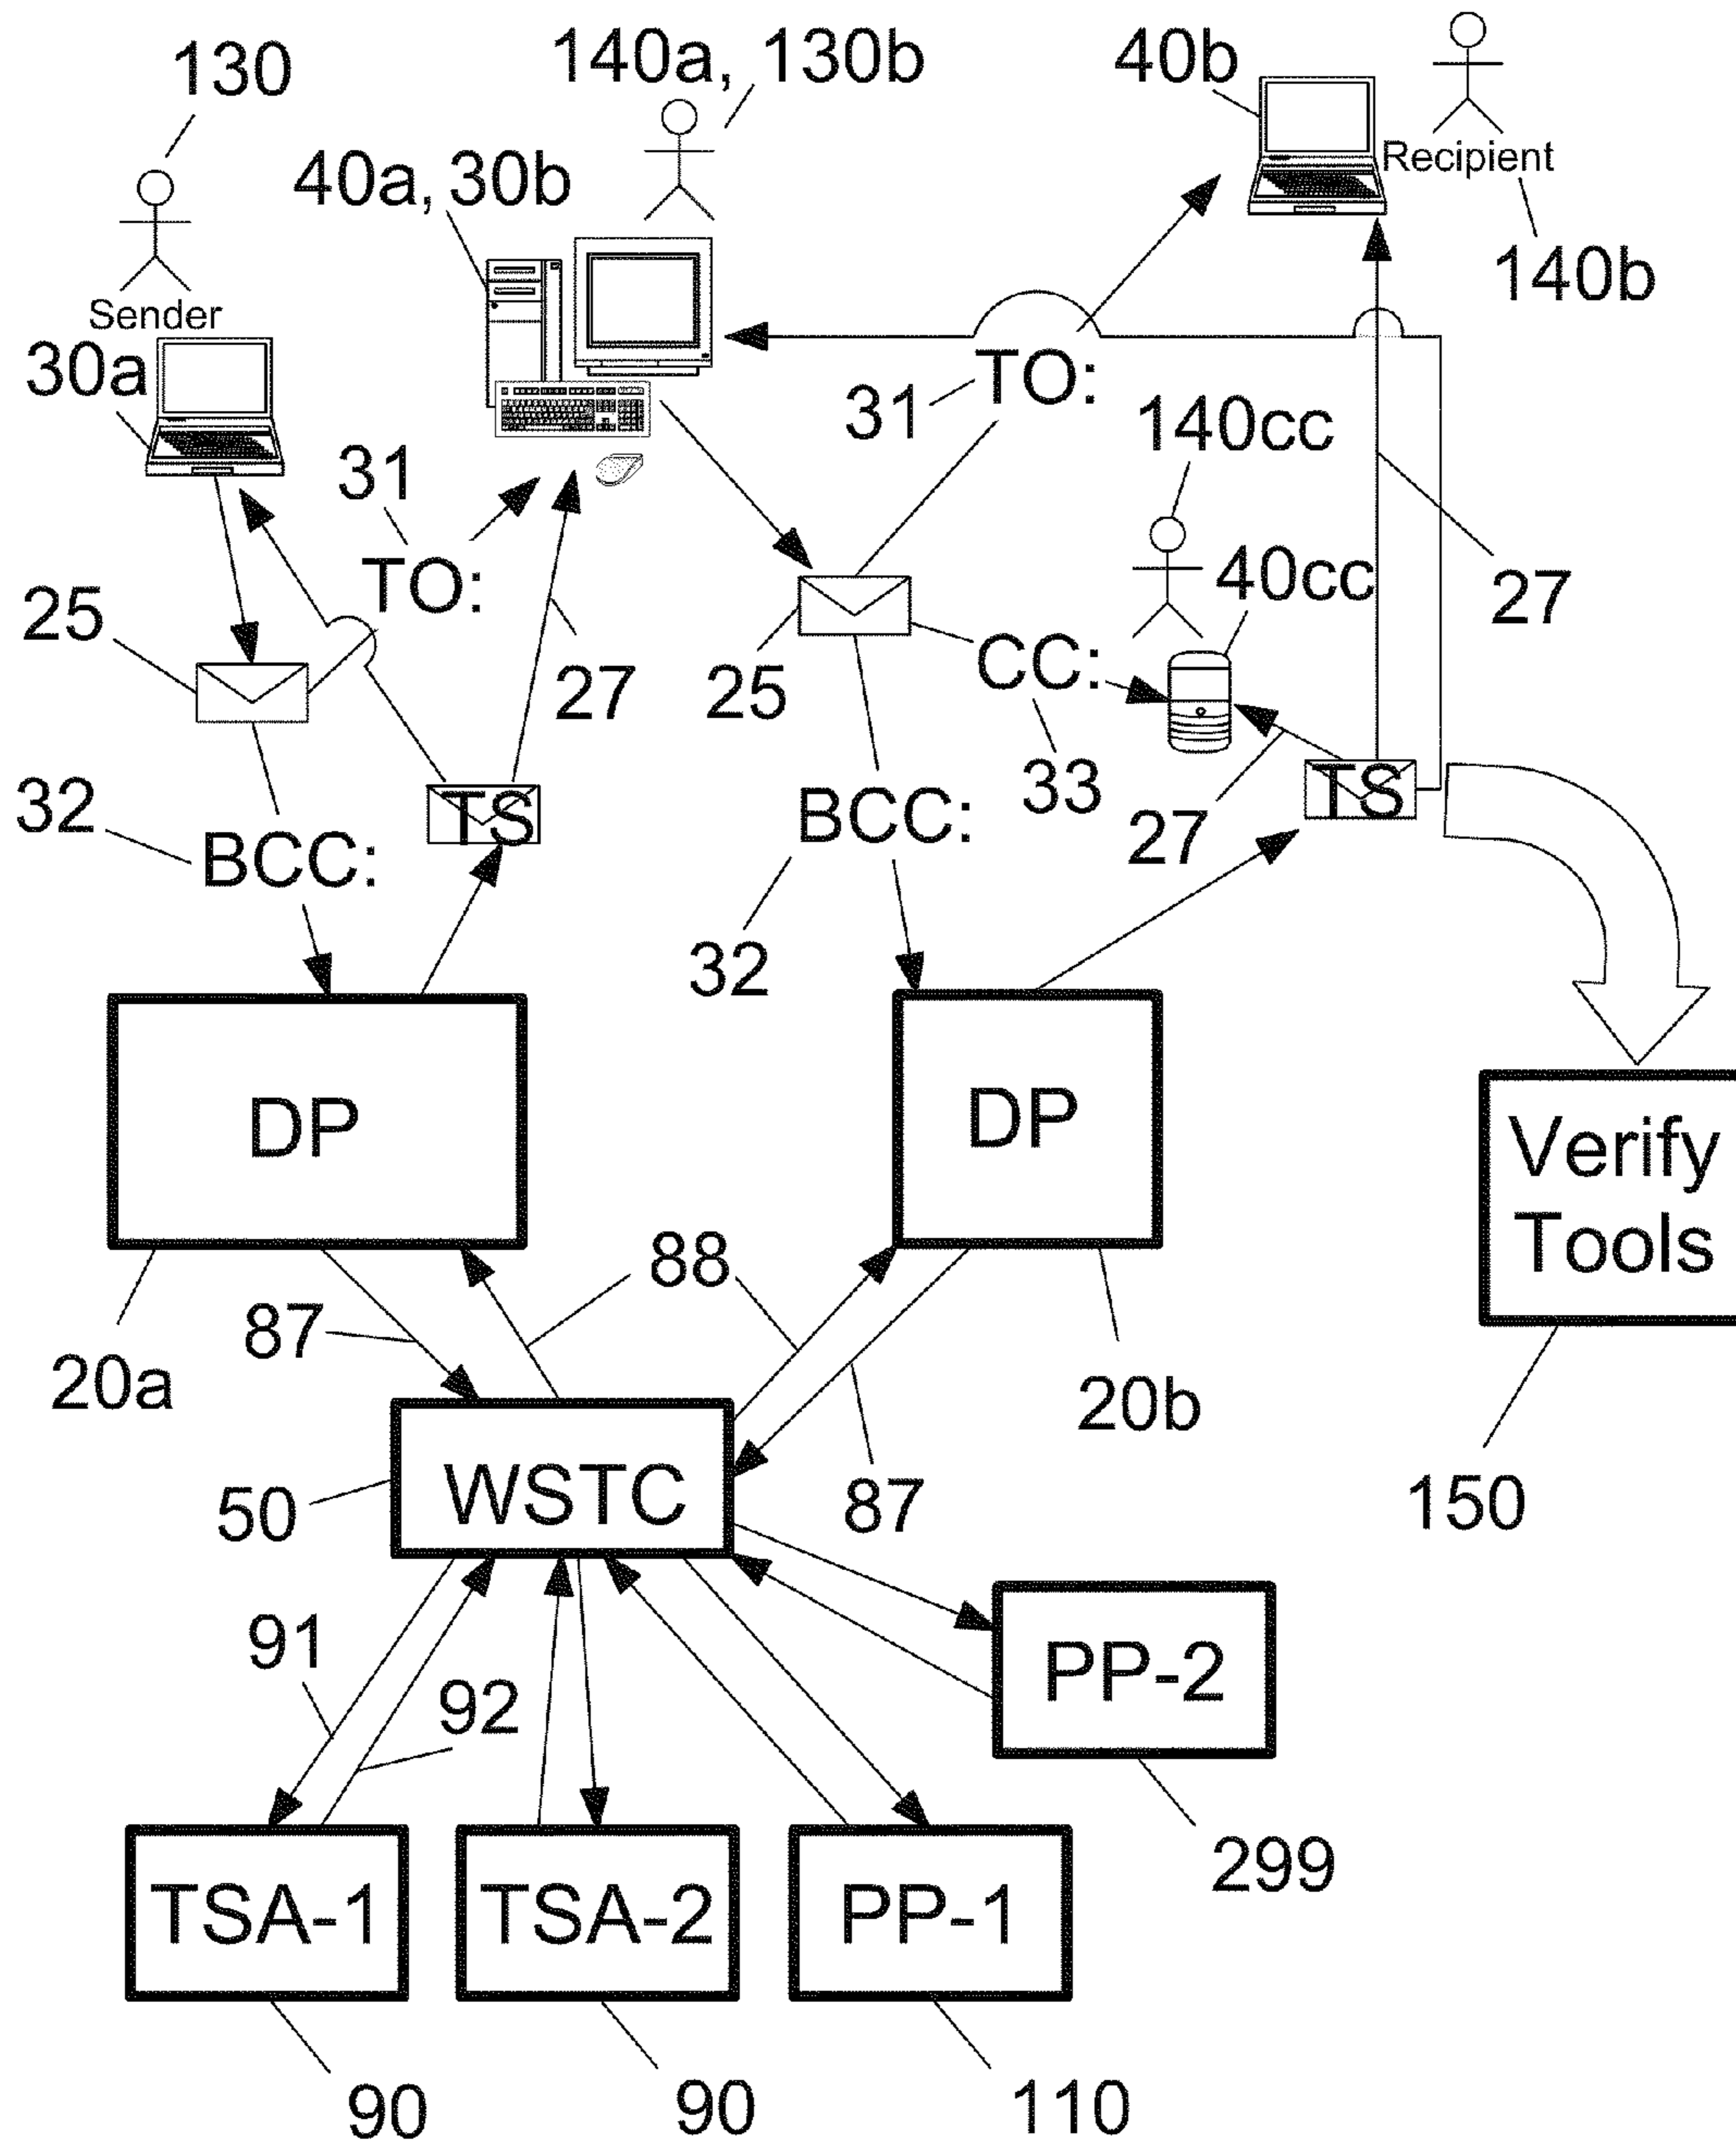 130
140a, 130b
40b
Recipient
40a, 30b
140b
Sender
30a
31
TO:
31
TO:
140cc
40cc
27
25
27
25
CC:
33
32
BCC:
TS
BCC:
27
TS
32
DP
DP
Verify
Tools
88
87
20a
20b
50
WSTC
87
150
91
92
PP-2
299
TSA-1
TSA-2
PP-1
90
90
110